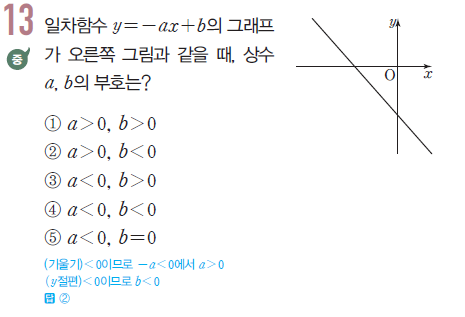 13
중
일차함수 y=-ax+b의 그래프
가 오른쪽 그림과 같을 때, 상수
a, b의 부호는?
① a>0, b>0
② a>0, b<0
③ a<0, b>0
④ a<0, b<0
⑤ a<0, b=0
(기울기)<0이므로 -a<0에서 a>0
(y절편)<0이므로 b<0
답 ②
y
O
x